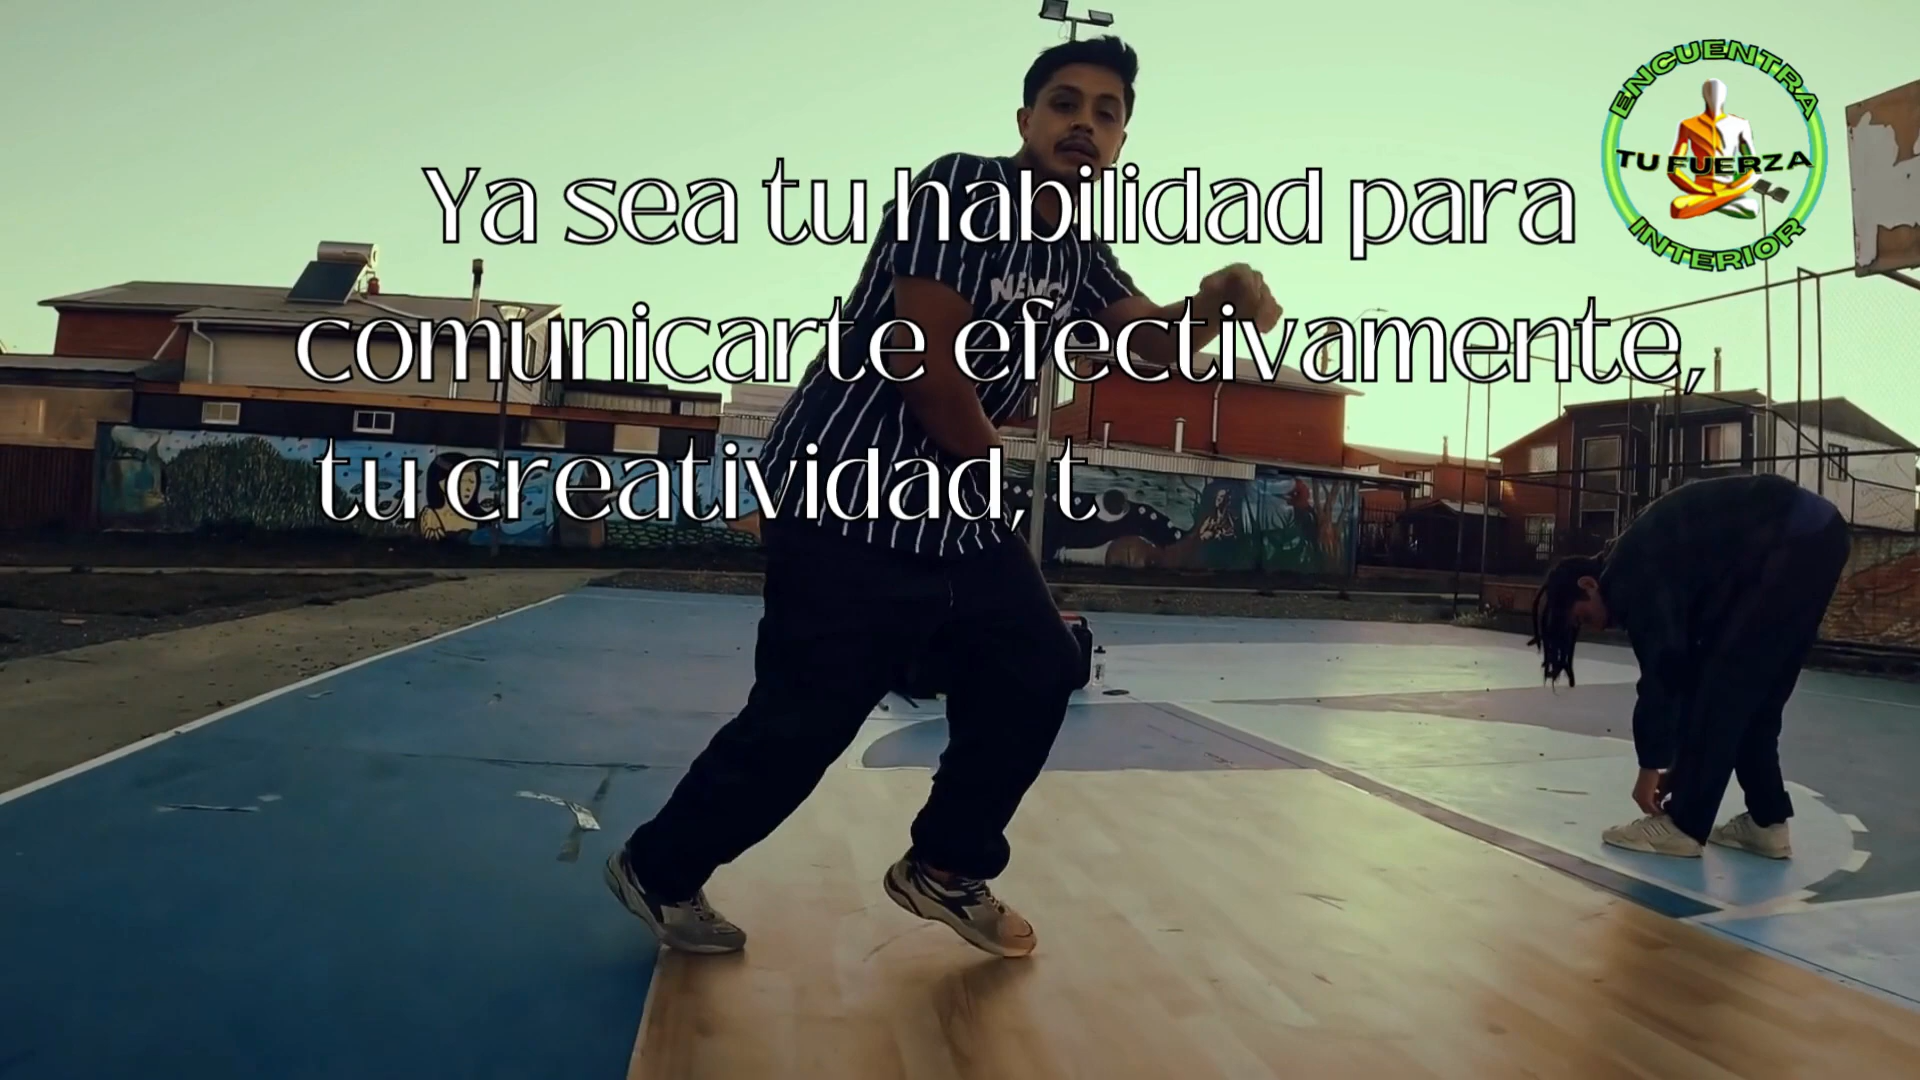 Ya sea tu habilidad para
comunicarte efectivamente,
tu creatividad, t
ENCUENTRA
TU FUERZA
INTERIOR